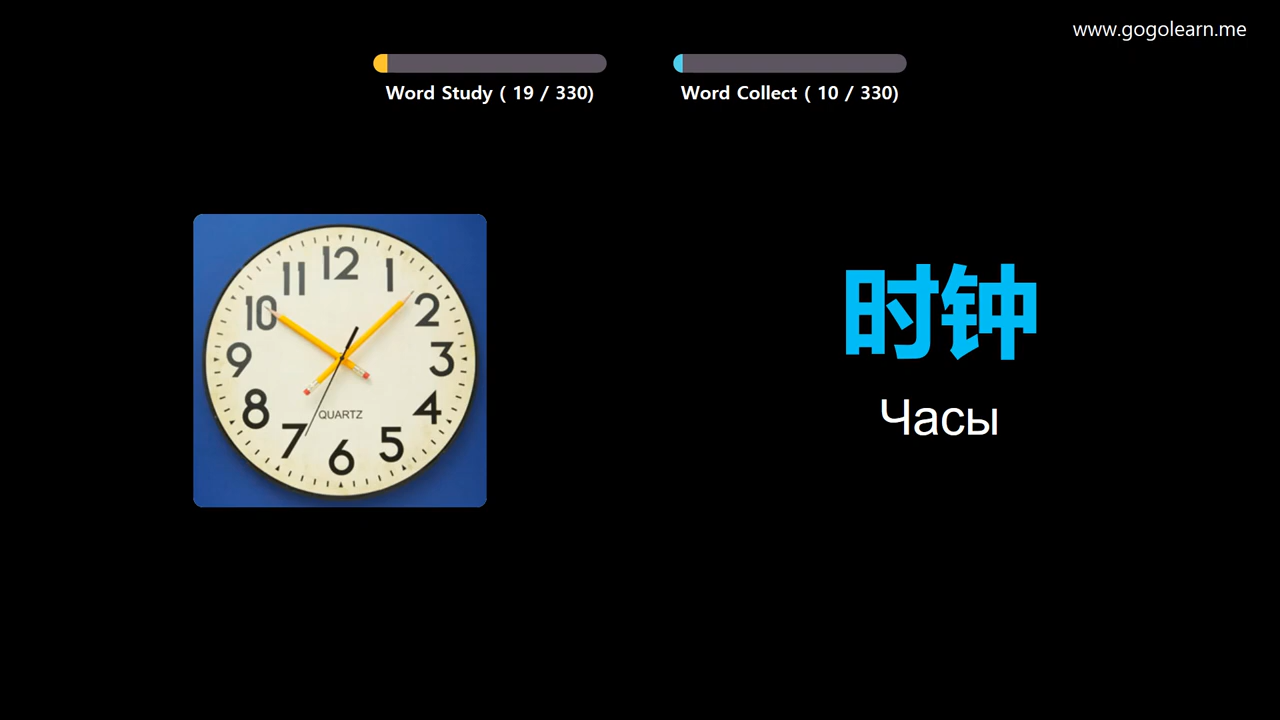 www.gogolearn.me
Word Study ( 19 / 330)
Word Collect ( 10 / 330)
12
11
1
10
2
9
3
8
4
7
5
6
QUARTZ
时钟
Часы